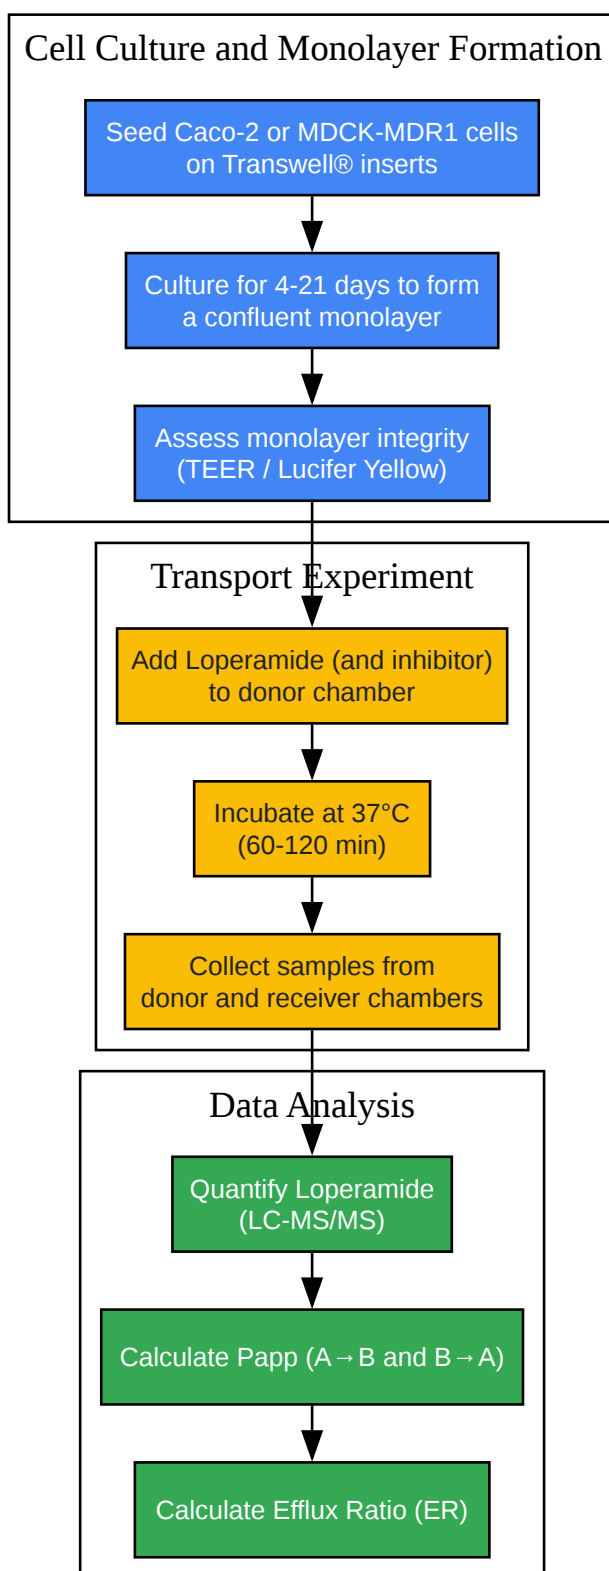 Cell Culture and Monolayer Formation
Seed Caco-2 or MDCK-MDR1 cells
on Transwell® inserts
Culture for 4-21 days to form
a confluent monolayer
Assess monolayer integrity
(TEER / Lucifer Yellow)
Transport Experiment
Add Loperamide (and inhibitor)
to donor chamber
Incubate at 37°C
(60-120 min)
Collect samples from
donor and receiver chambers
Data Analysis
Quantify Loperamide
(LC-MS/MS)
Calculate Papp (A→B and B→A)
Calculate Efflux Ratio (ER)